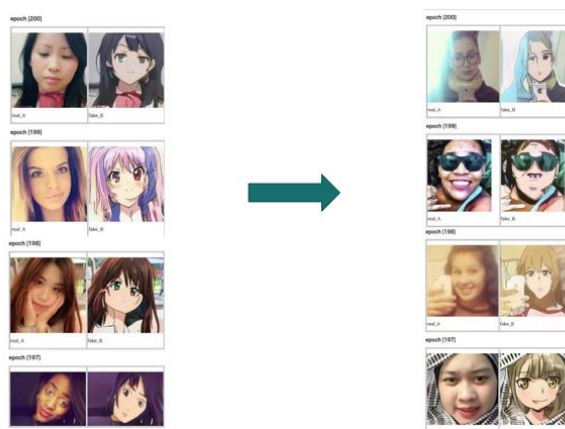 epoch [200]
real_A fake_B
epoch [199]
real_A fake_B
epoch [198]
real_A fake_B
epoch [197]
epoch [200]
real_A fake_B
epoch [199]
real_A fake_B
epoch [198]
real_A fake_B
epoch [197]